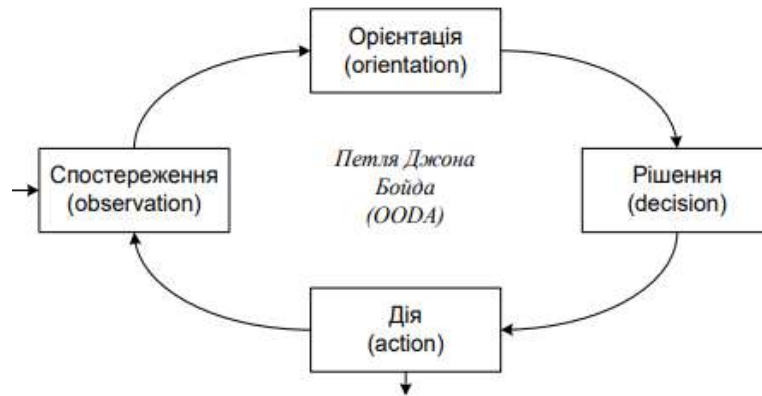 Орієнтація
(orientation)
Спостереження
(observation)
Петля Джона
Бойда
(OODA)
Рішення
(decision)
Дія
(action)